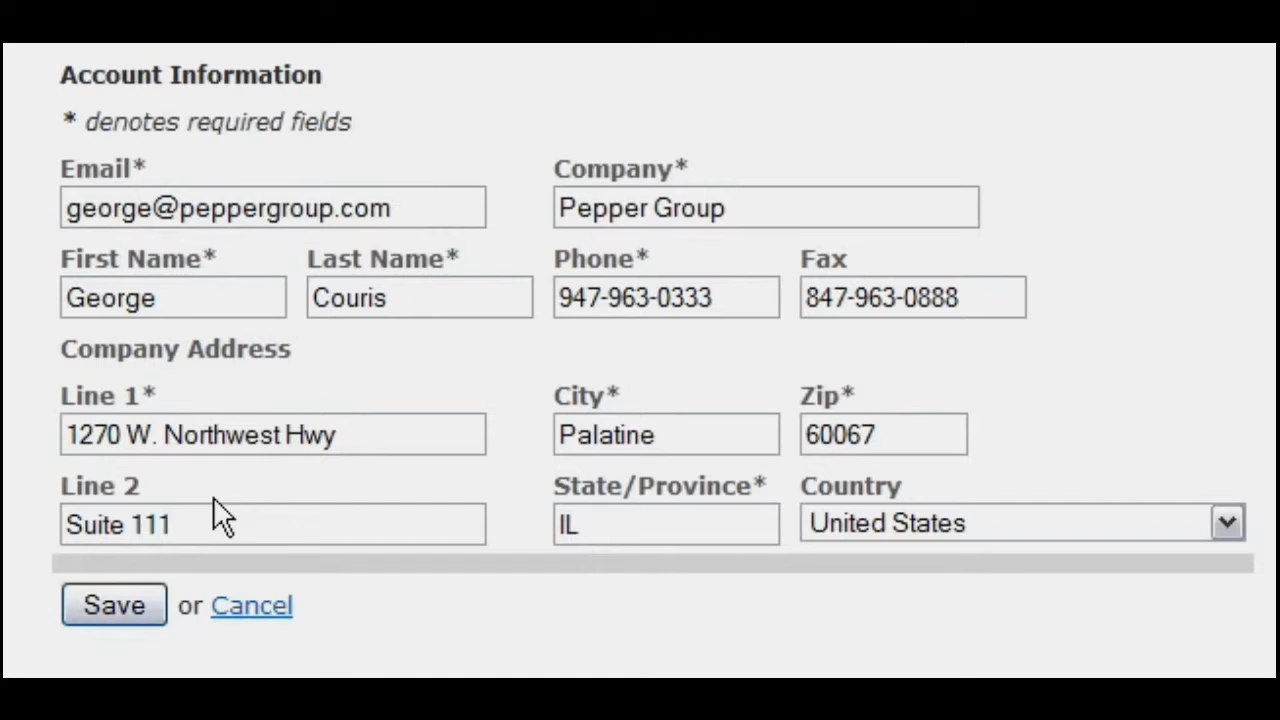 Account Information
* denotes required fields
Email* Company*
george@peppergroup.com Pepper Group
First Name* Last Name* Phone* Fax
George Couris 947-963-0333 847-963-0888
Company Address
Line 1* City* Zip*
1270 W. Northwest Hwy Palatine 60067
Line 2 State/Province* Country
Suite 111 IL United States
Save or Cancel